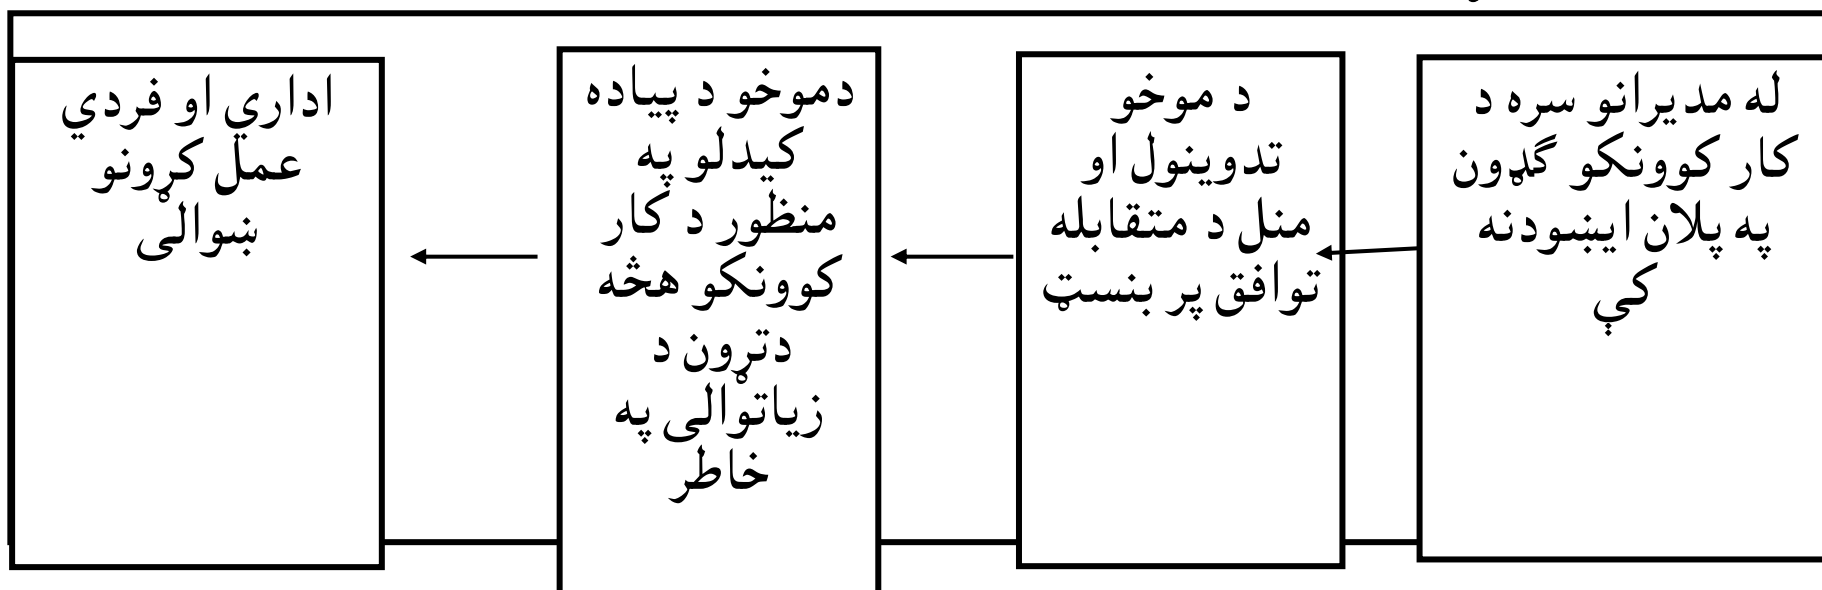 له مدیرانو سره د
کار کوونکو ګډون
په پلان ایښودنه
کې
د موخو
تدوینول او
منل د متقابله
توافق پر بنسټ
دموخو د پیاده
کیدلو په
منظور د کار
کوونکو هڅه
دتړون د
زیاتوالی په
خاطر
اداري او فردي
عمل کړونو
ښوالی